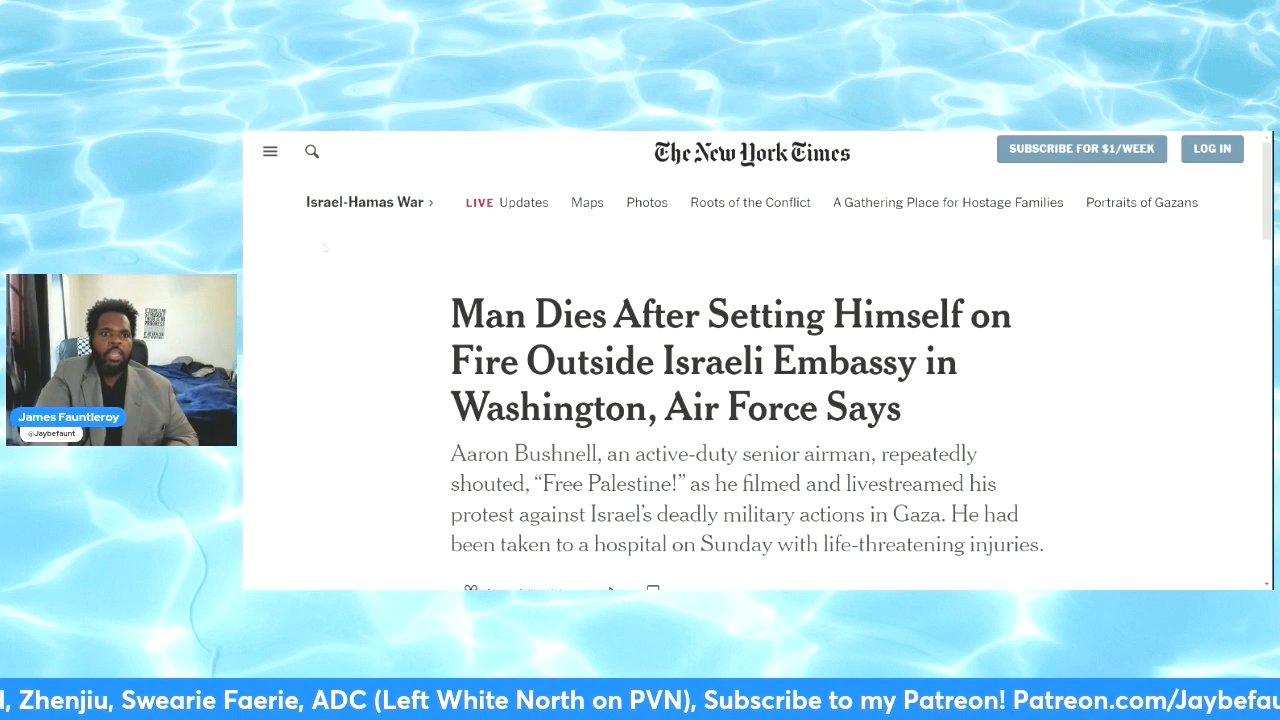 The New York Times
SUBSCRIBE FOR $1/WEEK
LOG IN
Israel-Hamas War ›
LIVE Updates
Maps
Photos
Roots of the Conflict
A Gathering Place for Hostage Families
Portraits of Gazans
Man Dies After Setting Himself on
Fire Outside Israeli Embassy in
Washington, Air Force Says
Aaron Bushnell, an active-duty senior airman, repeatedly
shouted, “Free Palestine!” as he filmed and livestreamed his
protest against Israel’s deadly military actions in Gaza. He had
been taken to a hospital on Sunday with life-threatening injuries.
James Fauntleroy
@Jaybefaunt
d, Zhenjiu, Swearie Faerie, ADC (Left White North on PVN), Subscribe to my Patreon! Patreon.com/Jaybefau